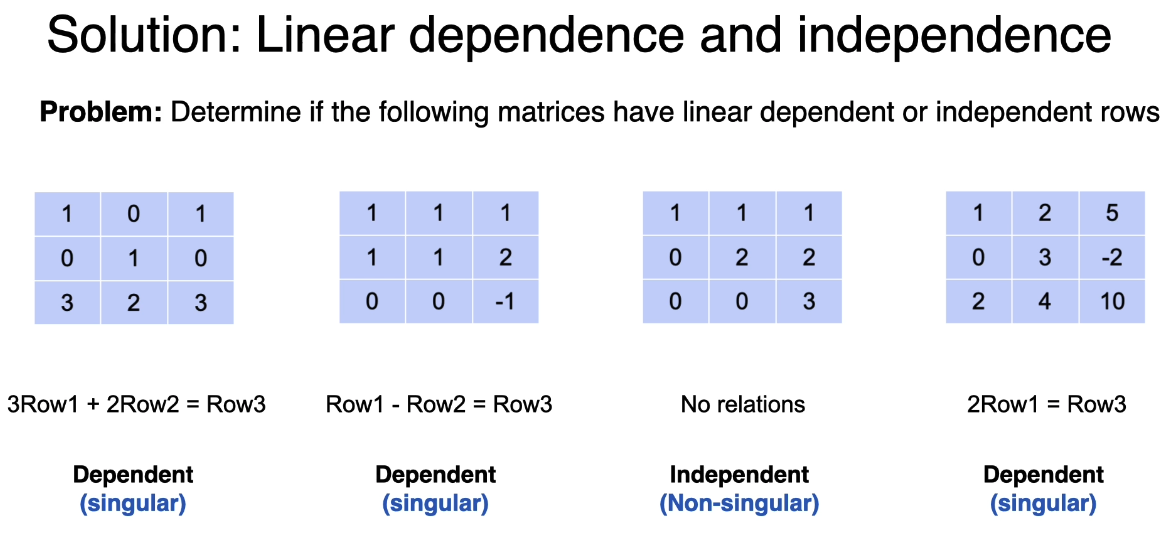 Solution: Linear dependence and independence
Problem: Determine if the following matrices have linear dependent or independent rows
1 0 1
0 1 0
3 2 3
3Row1 + 2Row2 = Row3
Dependent
(singular)
1 1 1
1 1 2
0 0 -1
Row1 - Row2 = Row3
Dependent
(singular)
1 1 1
0 2 2
0 0 3
No relations
Independent
(Non-singular)
1 2 5
0 3 -2
2 4 10
2Row1 = Row3
Dependent
(singular)